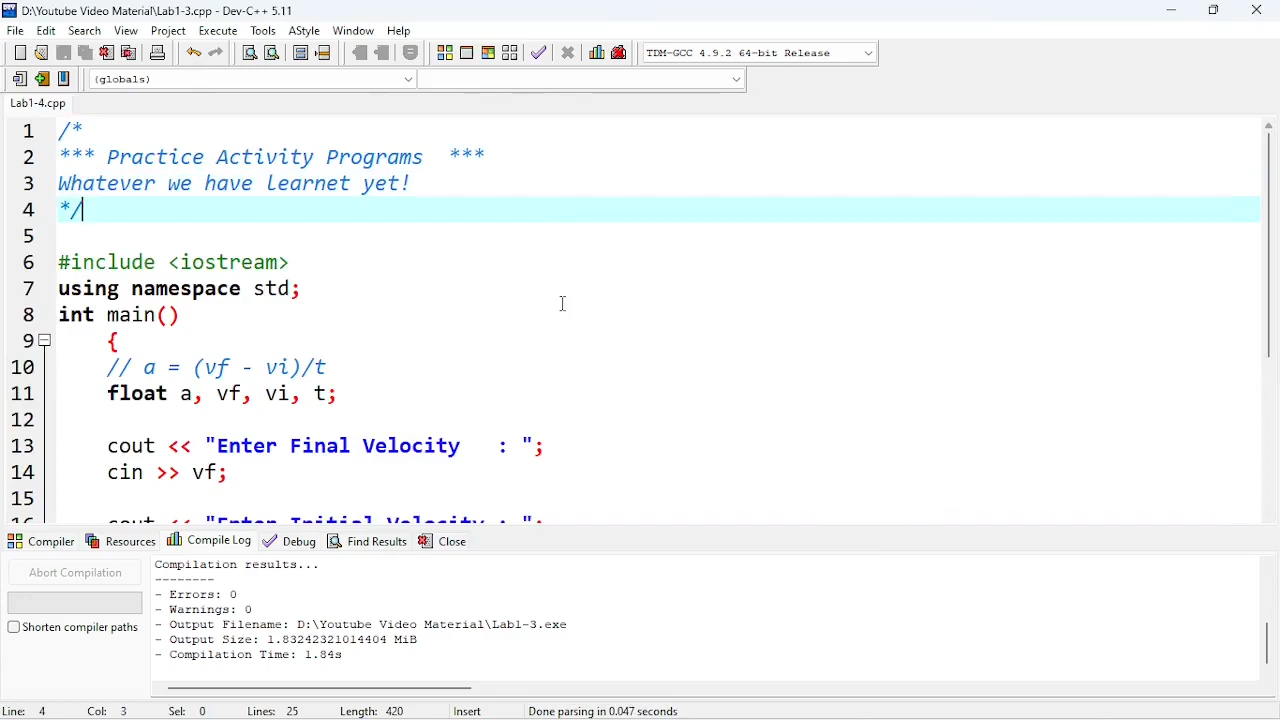 D:\Youtube Video Material\Lab1-3.cpp - Dev-C++ 5.11
File Edit Search View Project Execute Tools AStyle Window Help
TDM-GCC 4.9.2 64-bit Release
(globals)
Lab1-4.cpp
1 /*
2 *** Practice Activity Programs  ***
3 Whatever we have learnet yet!
4 */
5
6 #include <iostream>
7 using namespace std;
8 int main()
9 {
10 // a = (vf - vi)/t
11 float a, vf, vi, t;
12
13 cout << "Enter Final Velocity   : ";
14 cin >> vf;
15
16 cout << "Enter Initial Velocity : ";
Compiler Resources Compile Log Debug Find Results Close
Abort Compilation
Shorten compiler paths
Compilation results...
--------
- Errors: 0
- Warnings: 0
- Output Filename: D:\Youtube Video Material\Lab1-3.exe
- Output Size: 1.83242321014404 MiB
- Compilation Time: 1.84s
Line: 4 Col: 3 Sel: 0 Lines: 25 Length: 420 Insert Done parsing in 0.047 seconds